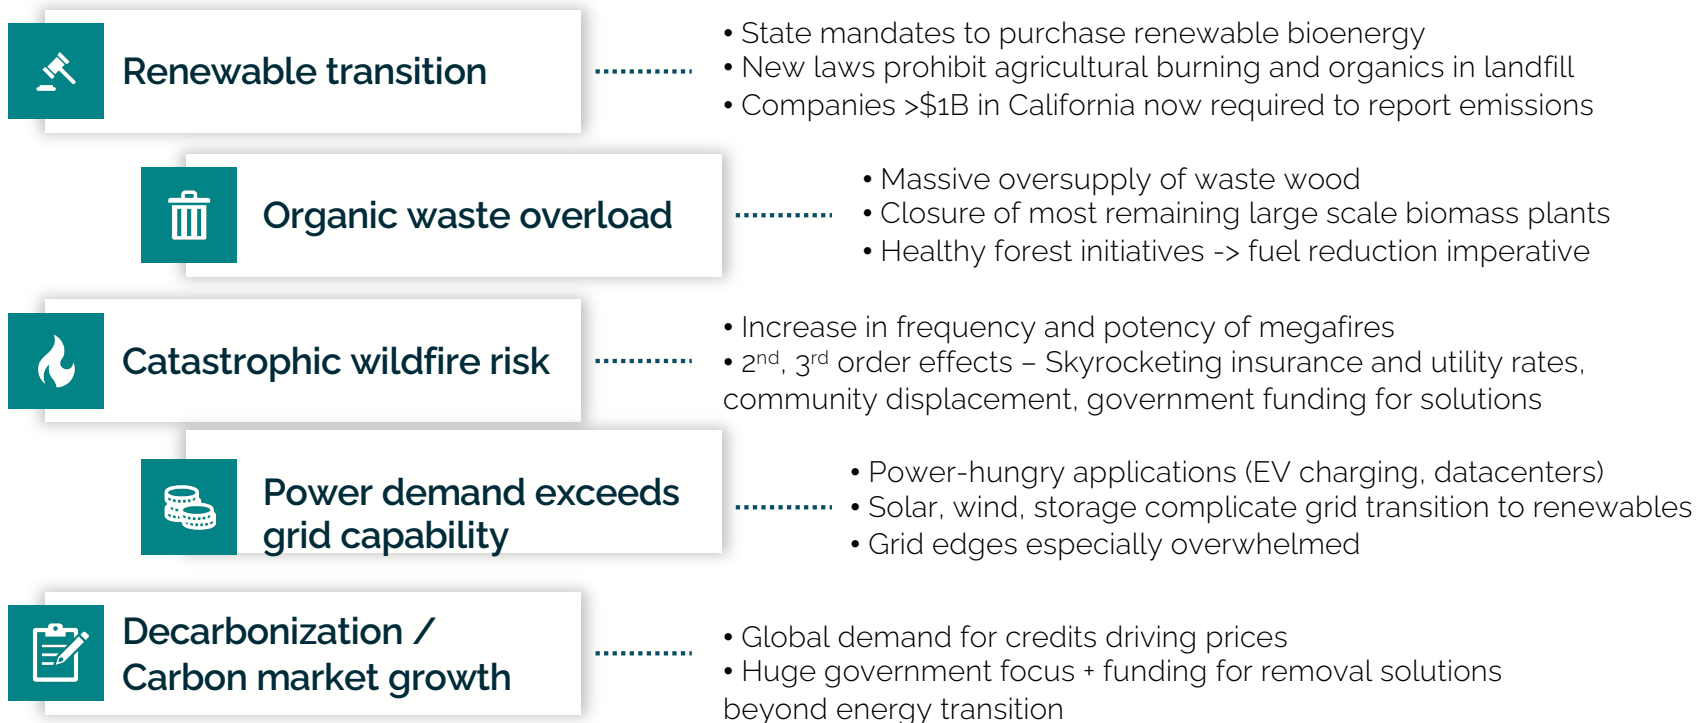 Renewable transition
• State mandates to purchase renewable bioenergy
• New laws prohibit agricultural burning and organics in landfill
• Companies >$1B in California now required to report emissions
Organic waste overload
• Massive oversupply of waste wood
• Closure of most remaining large scale biomass plants
• Healthy forest initiatives -> fuel reduction imperative
Catastrophic wildfire risk
• Increase in frequency and potency of megafires
• 2nd, 3rd order effects – Skyrocketing insurance and utility rates,
community displacement, government funding for solutions
Power demand exceeds
grid capability
• Power-hungry applications (EV charging, datacenters)
• Solar, wind, storage complicate grid transition to renewables
• Grid edges especially overwhelmed
Decarbonization /
Carbon market growth
• Global demand for credits driving prices
• Huge government focus + funding for removal solutions
beyond energy transition